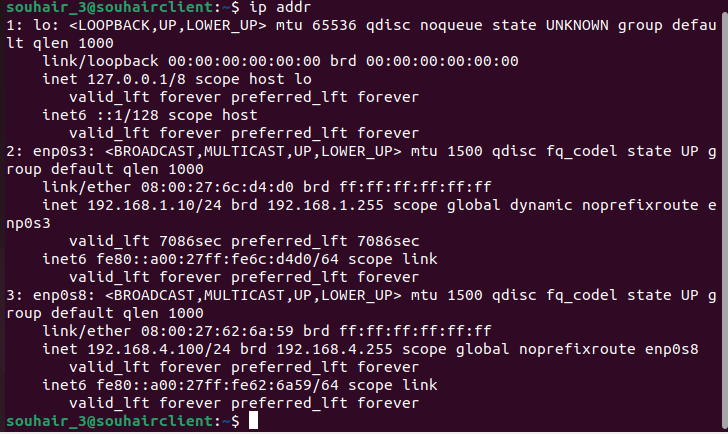 souhair_3@souhairclient:~$ ip addr
1: lo: <LOOPBACK,UP,LOWER_UP> mtu 65536 qdisc noqueue state UNKNOWN group defau
lt qlen 1000
    link/loopback 00:00:00:00:00:00 brd 00:00:00:00:00:00
    inet 127.0.0.1/8 scope host lo
       valid_lft forever preferred_lft forever
    inet6 ::1/128 scope host
       valid_lft forever preferred_lft forever
2: enp0s3: <BROADCAST,MULTICAST,UP,LOWER_UP> mtu 1500 qdisc fq_codel state UP g
roup default qlen 1000
    link/ether 08:00:27:6c:d4:d0 brd ff:ff:ff:ff:ff:ff
    inet 192.168.1.10/24 brd 192.168.1.255 scope global dynamic noprefixroute e
np0s3
       valid_lft 7086sec preferred_lft 7086sec
    inet6 fe80::a00:27ff:fe6c:d4d0/64 scope link
       valid_lft forever preferred_lft forever
3: enp0s8: <BROADCAST,MULTICAST,UP,LOWER_UP> mtu 1500 qdisc fq_codel state UP g
roup default qlen 1000
    link/ether 08:00:27:62:6a:59 brd ff:ff:ff:ff:ff:ff
    inet 192.168.4.100/24 brd 192.168.4.255 scope global noprefixroute enp0s8
       valid_lft forever preferred_lft forever
    inet6 fe80::a00:27ff:fe62:6a59/64 scope link
       valid_lft forever preferred_lft forever
souhair_3@souhairclient:~$